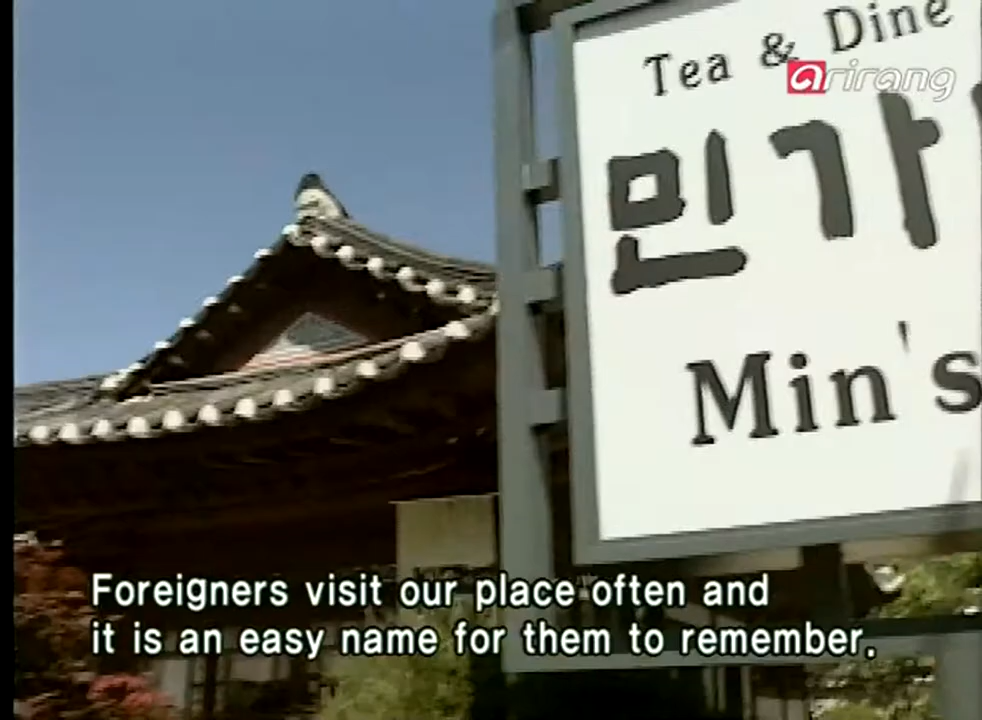 Tea & Dine
arirang
민가
Min's
Foreigners visit our place often and
it is an easy name for them to remember.